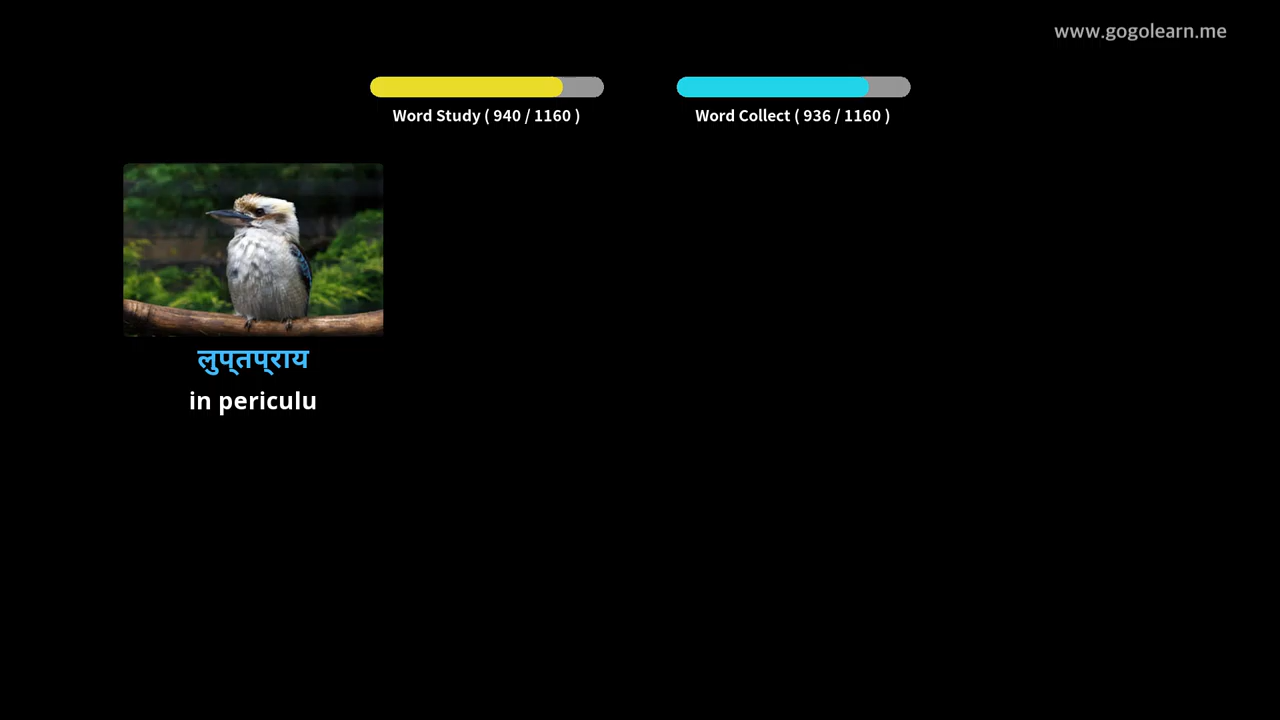 www.gogolearn.me
Word Study ( 940 / 1160 )
Word Collect ( 936 / 1160 )
लुप्तप्राय
in periculu